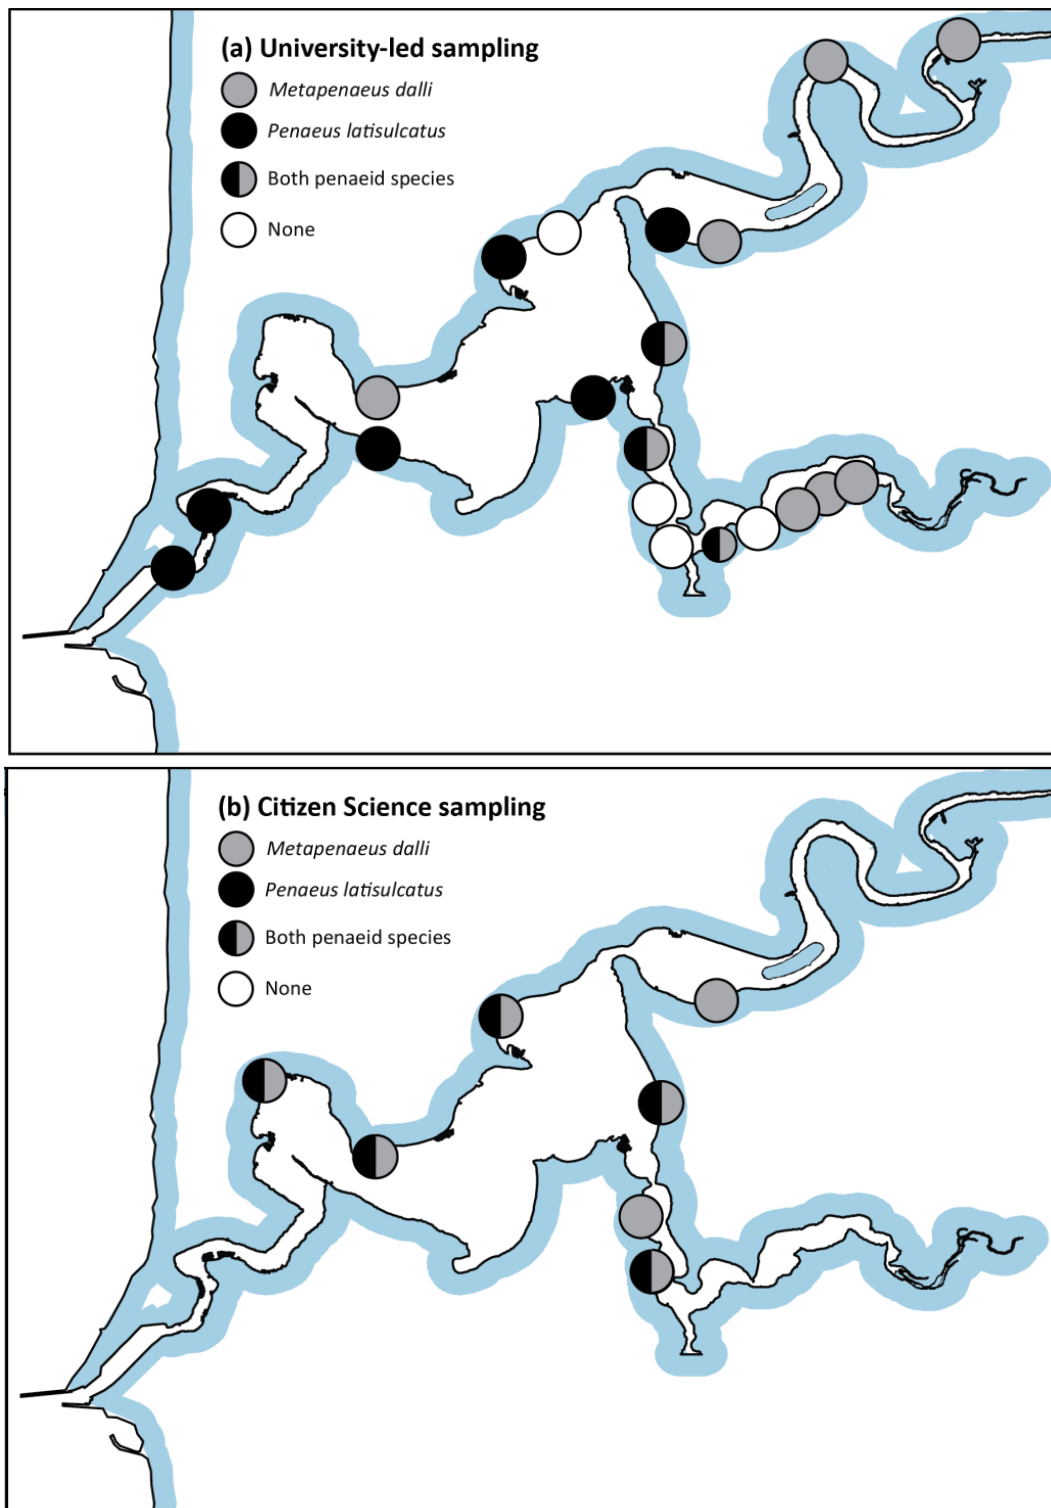 (a) University-led sampling
Metapenaeus dalli
Penaeus latisulcatus
Both penaeid species
None
(b) Citizen Science sampling
Metapenaeus dalli
Penaeus latisulcatus
Both penaeid species
None